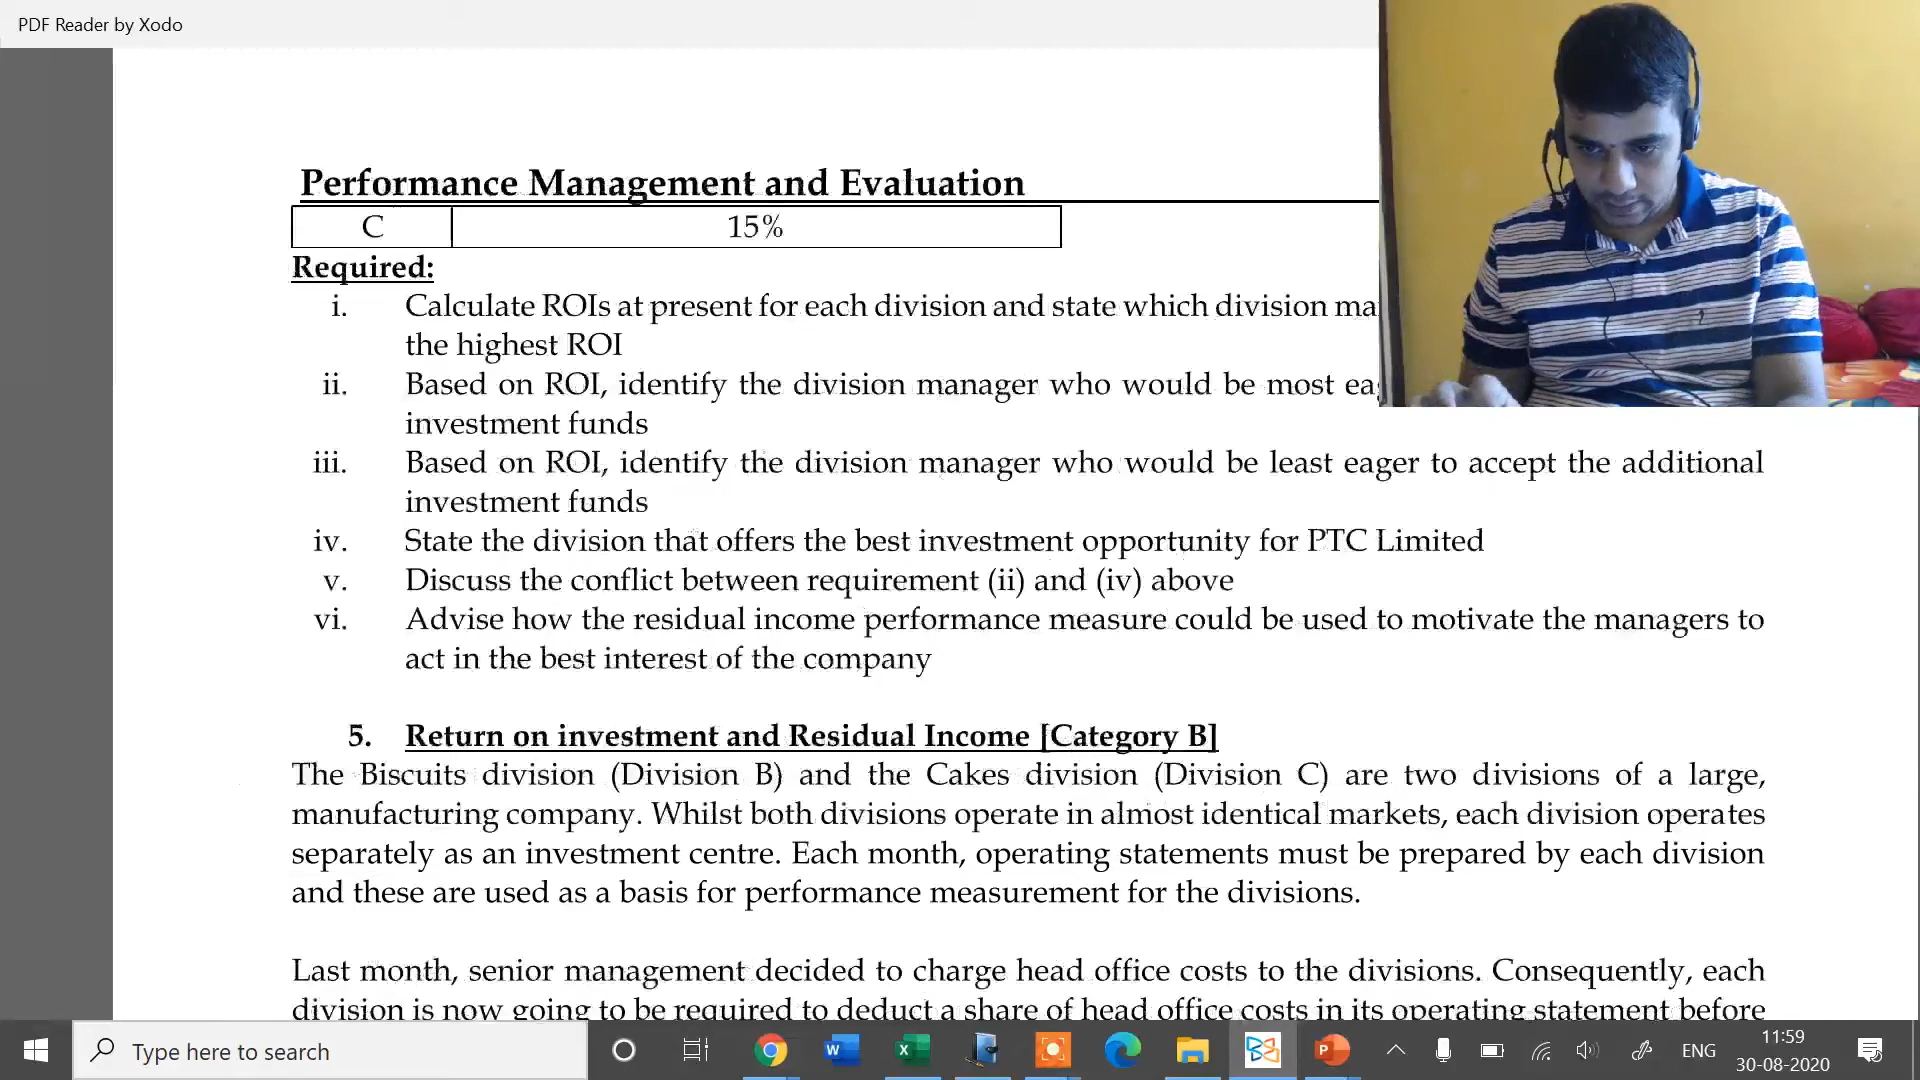 PDF Reader by Xodo
Performance Management and Evaluation
C 15%
Required:
i. Calculate ROIs at present for each division and state which division
the highest ROI
ii. Based on ROI, identify the division manager who would be most
investment funds
iii. Based on ROI, identify the division manager who would be least eager to accept the additional
investment funds
iv. State the division that offers the best investment opportunity for PTC Limited
v. Discuss the conflict between requirement (ii) and (iv) above
vi. Advise how the residual income performance measure could be used to motivate the managers to
act in the best interest of the company
5. Return on investment and Residual Income [Category B]
The Biscuits division (Division B) and the Cakes division (Division C) are two divisions of a large,
manufacturing company. Whilst both divisions operate in almost identical markets, each division operates
separately as an investment centre. Each month, operating statements must be prepared by each division
and these are used as a basis for performance measurement for the divisions.
Last month, senior management decided to charge head office costs to the divisions. Consequently, each
division is now going to be required to deduct a share of head office costs in its operating statement before
Type here to search
ENG
11:59
30-08-2020